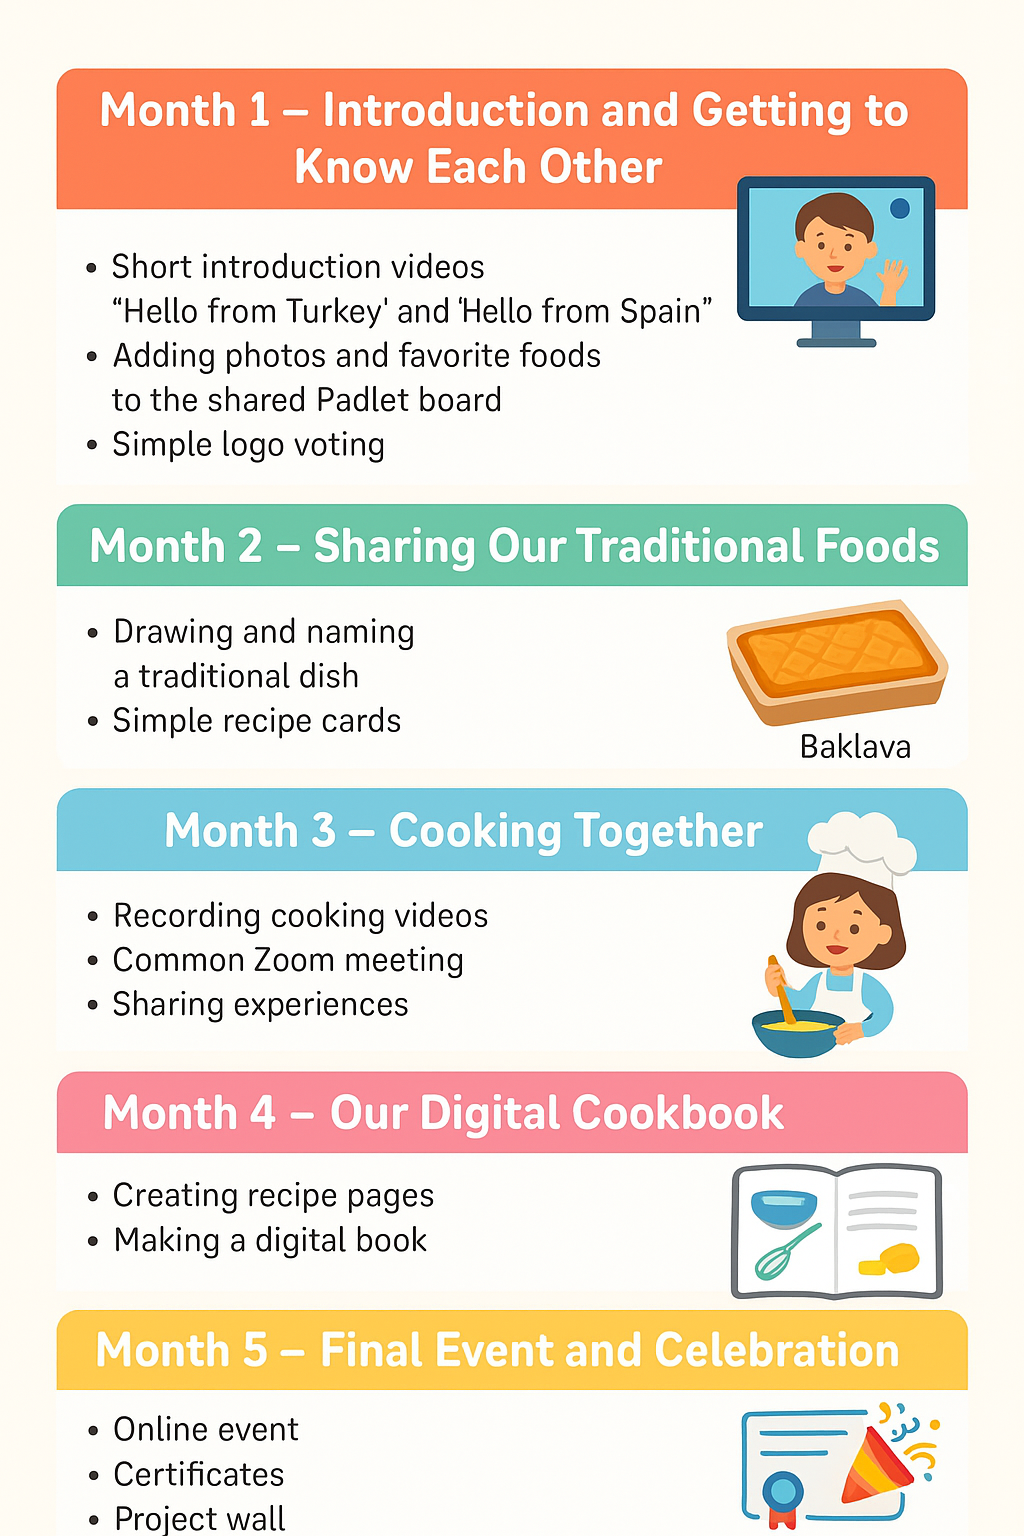 Month 1 – Introduction and Getting to
Know Each Other
• Short introduction videos
“Hello from Turkey' and ‘Hello from Spain”
• Adding photos and favorite foods
to the shared Padlet board
• Simple logo voting
Month 2 – Sharing Our Traditional Foods
• Drawing and naming
a traditional dish
• Simple recipe cards
Baklava
Month 3 – Cooking Together
• Recording cooking videos
• Common Zoom meeting
• Sharing experiences
Month 4 – Our Digital Cookbook
• Creating recipe pages
• Making a digital book
Month 5 – Final Event and Celebration
• Online event
• Certificates
• Project wall